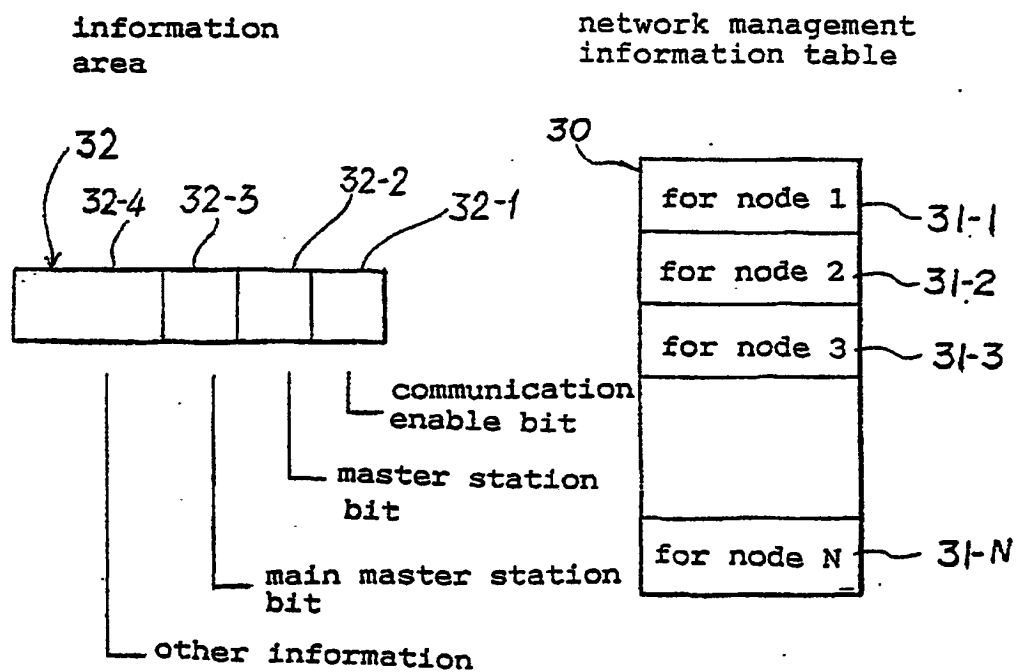 information
area
32
32-4
32-3
32-2
32-1
communication
enable bit
master station
bit
main master station
bit
other information
network management
information table
30
for node 1
31-1
for node 2
31-2
for node 3
31-3
for node N
31-N